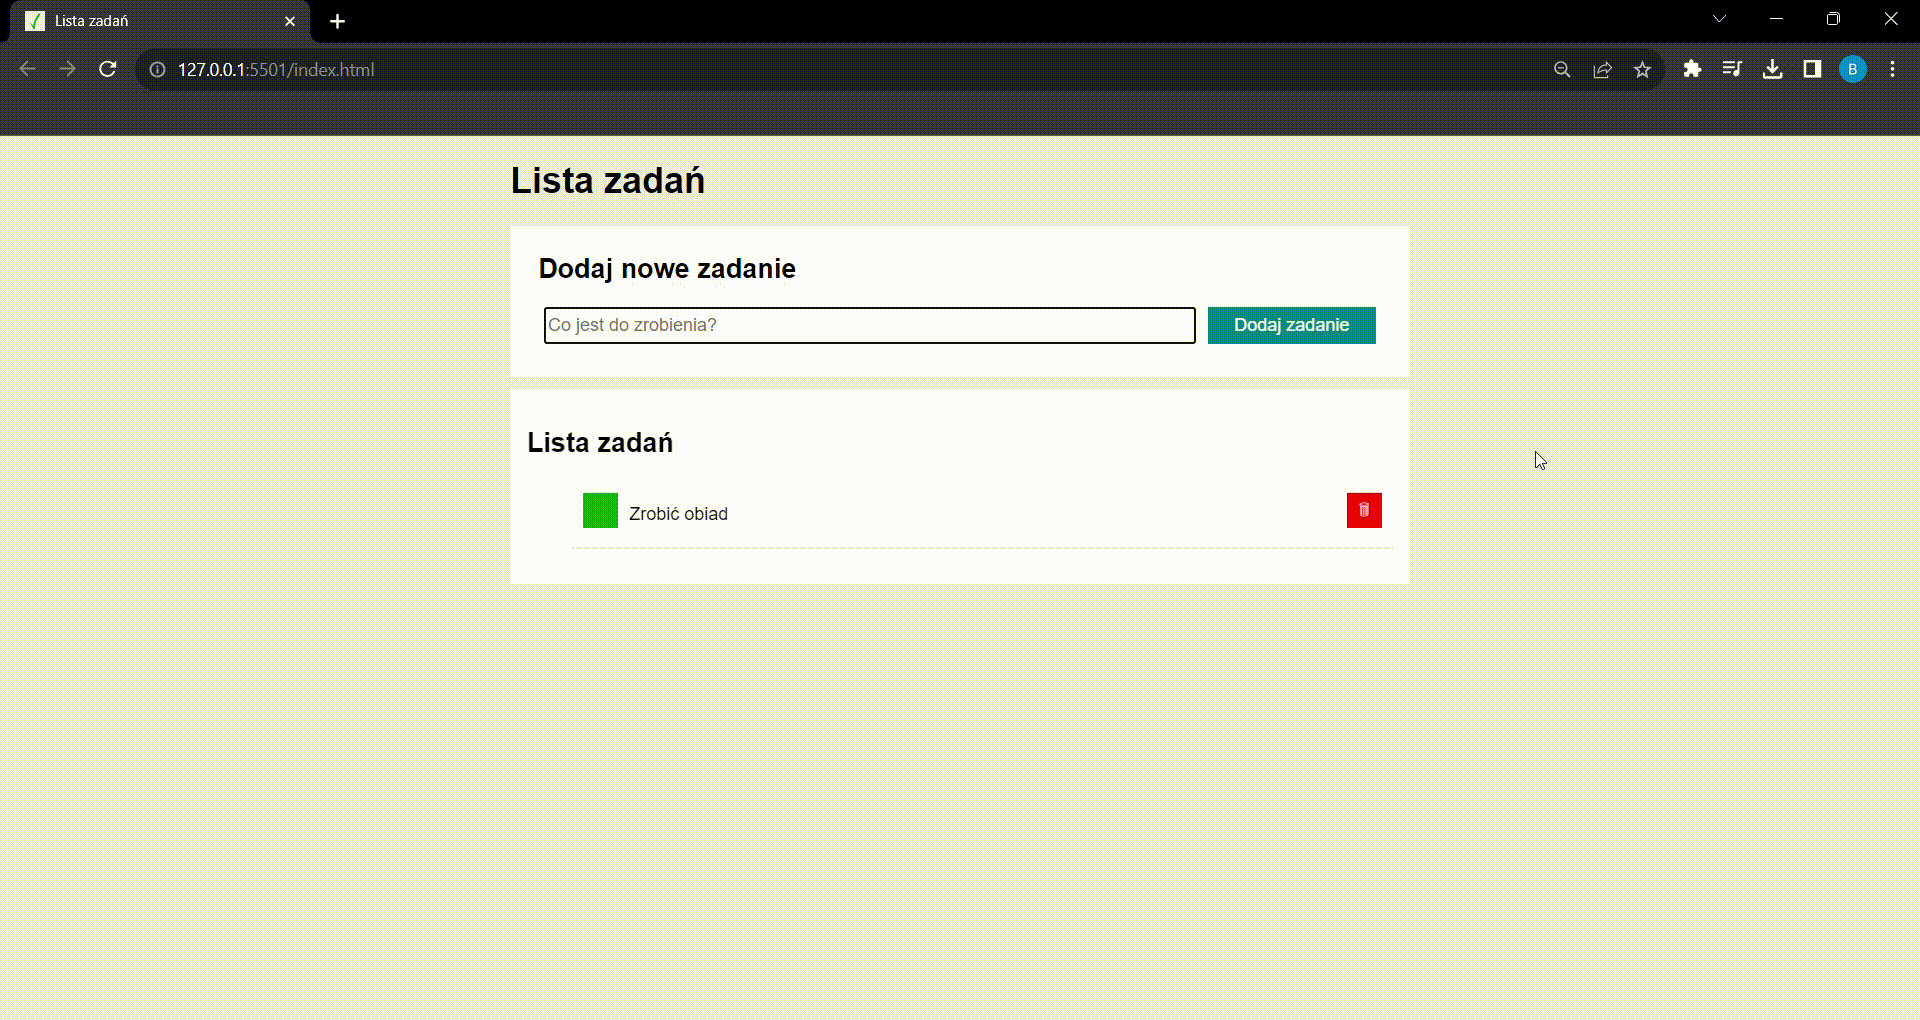 Lista zadań
127.0.0.1:5501/index.html
B
Lista zadań
Dodaj nowe zadanie
Co jest do zrobienia?
Dodaj zadanie
Lista zadań
Zrobić obiad